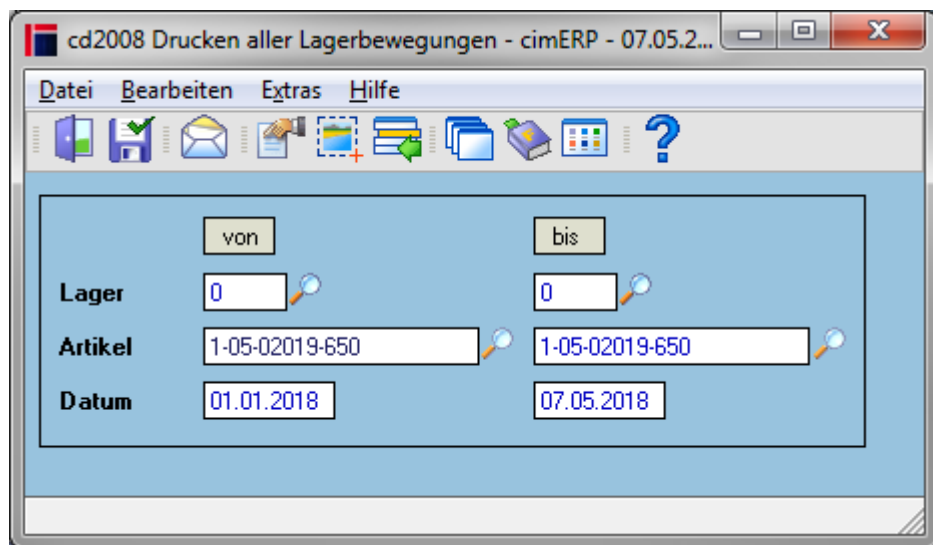 cd2008 Drucken aller Lagerbewegungen - cimERP - 07.05.2...
Datei Bearbeiten Extras Hilfe
von bis
Lager 0 0
Artikel 1-05-02019-650 1-05-02019-650
Datum 01.01.2018 07.05.2018